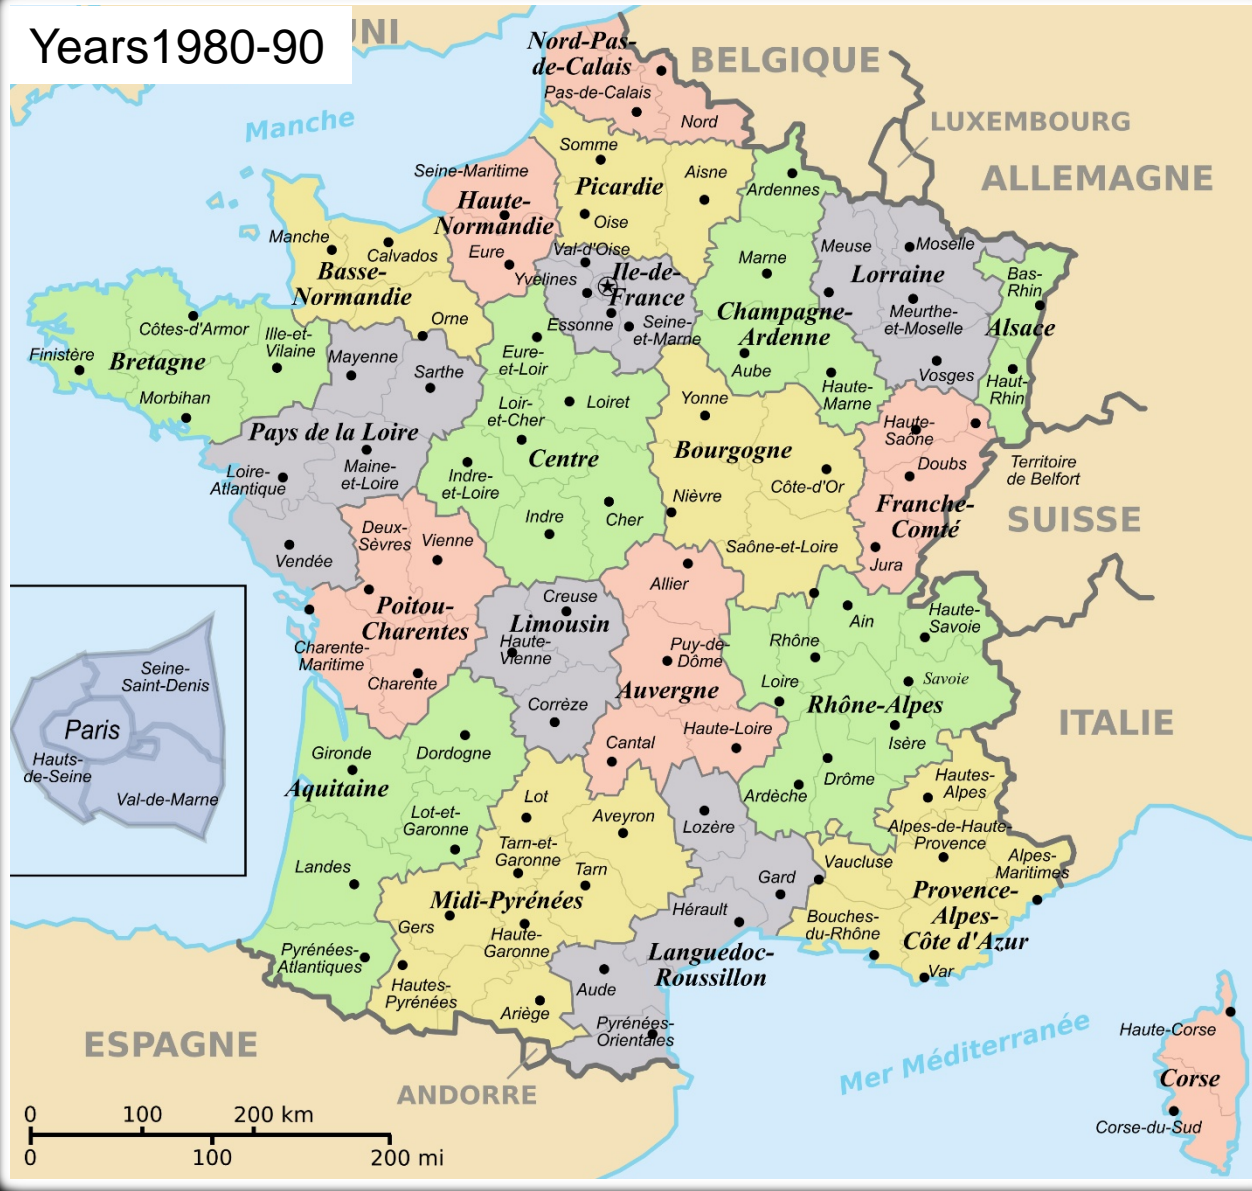 Years1980-90
UNI
BELGIQUE
LUXEMBOURG
ALLEMAGNE
Manche
Nord-Pas-
de-Calais
Pas-de-Calais
Nord
Somme
Aisne
Picardie
Oise
Ardennes
Seine-Maritime
Haute-
Normandie
Eure
Manche
Calvados
Basse-
Normandie
Orne
Val-d'Oise
Yvelines
Ile-de-
France
Essonne
Seine-
et-Marne
Marne
Champagne-
Ardenne
Aube
Haute-
Marne
Meuse
Moselle
Lorraine
Meurthe-
et-Moselle
Vosges
Bas-
Rhin
Alsace
Haut-
Rhin
Côtes-d'Armor
Finistère
Bretagne
Ille-et-
Vilaine
Morbihan
Mayenne
Sarthe
Pays de la Loire
Loire-
Atlantique
Maine-
et-Loire
Vendée
Eure-
et-Loir
Loir-
et-Cher
Loiret
Centre
Indre-
et-Loire
Indre
Cher
Yonne
Bourgogne
Côte-d'Or
Nièvre
Saône-et-Loire
Haute-
Saône
Doubs
Franche-
Comté
Jura
Territoire
de Belfort
SUISSE
Deux-
Sèvres
Vienne
Poitou-
Charentes
Charente-
Maritime
Charente
Creuse
Limousin
Haute-
Vienne
Corrèze
Allier
Puy-de-
Dôme
Auvergne
Cantal
Haute-Loire
Ain
Haute-
Savoie
Rhône
Loire
Savoie
Rhône-Alpes
Isère
Drôme
Ardèche
ITALIE
Seine-
Saint-Denis
Paris
Hauts-
de-Seine
Val-de-Marne
Gironde
Dordogne
Aquitaine
Lot-et-
Garonne
Landes
Pyrénées-
Atlantiques
Lot
Aveyron
Tarn-et-
Garonne
Tarn
Midi-Pyrénées
Gers
Haute-
Garonne
Hautes-
Pyrénées
Ariège
Lozère
Gard
Hérault
Languedoc-
Roussillon
Aude
Pyrénées-
Orientales
Hautes-
Alpes
Alpes-de-Haute-
Provence
Alpes-
Maritimes
Vaucluse
Provence-
Alpes-
Côte d'Azur
Bouches-
du-Rhône
Var
ESPAGNE
ANDORRE
Mer Méditerranée
Haute-Corse
Corse
Corse-du-Sud
0 100 200 km
0 100 200 mi